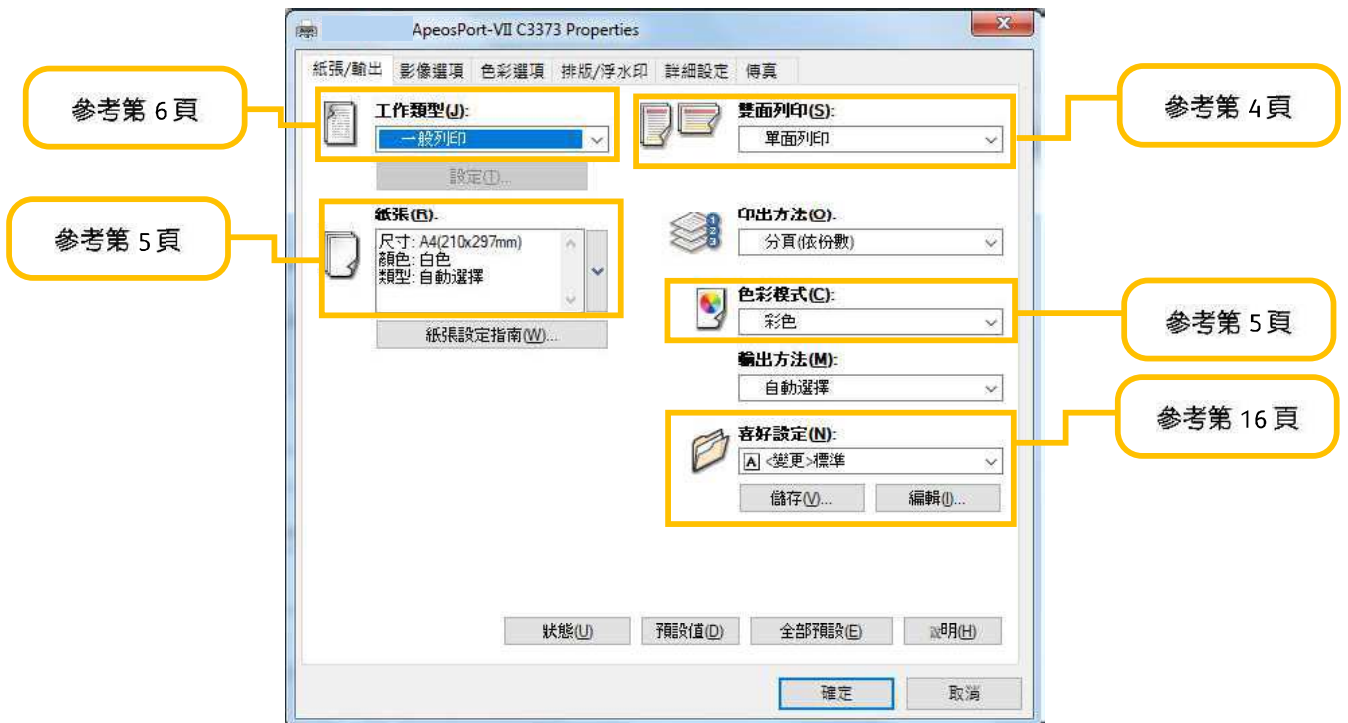 ApeosPort-VII C3373 Properties
紙張/輸出 影像選項 色彩選項 排版/浮水印 詳細設定 傳真
參考第 6 頁
工作類型(J):
一般列印
設定(T)...
雙面列印(S):
單面列印
參考第 4 頁
參考第 5 頁
紙張(R).
尺寸: A4(210x297mm)
顏色: 白色
類型: 自動選擇
紙張設定指南(W)...
印出方法(O).
分頁(依份數)
1
2
3
色彩模式(C):
彩色
參考第 5 頁
輸出方法(M):
自動選擇
喜好設定(N):
A <變更>標準
儲存(V)... 編輯(I)...
參考第 16 頁
狀態(U) 預設值(D) 全部預設(E) 說明(H)
確定 取消